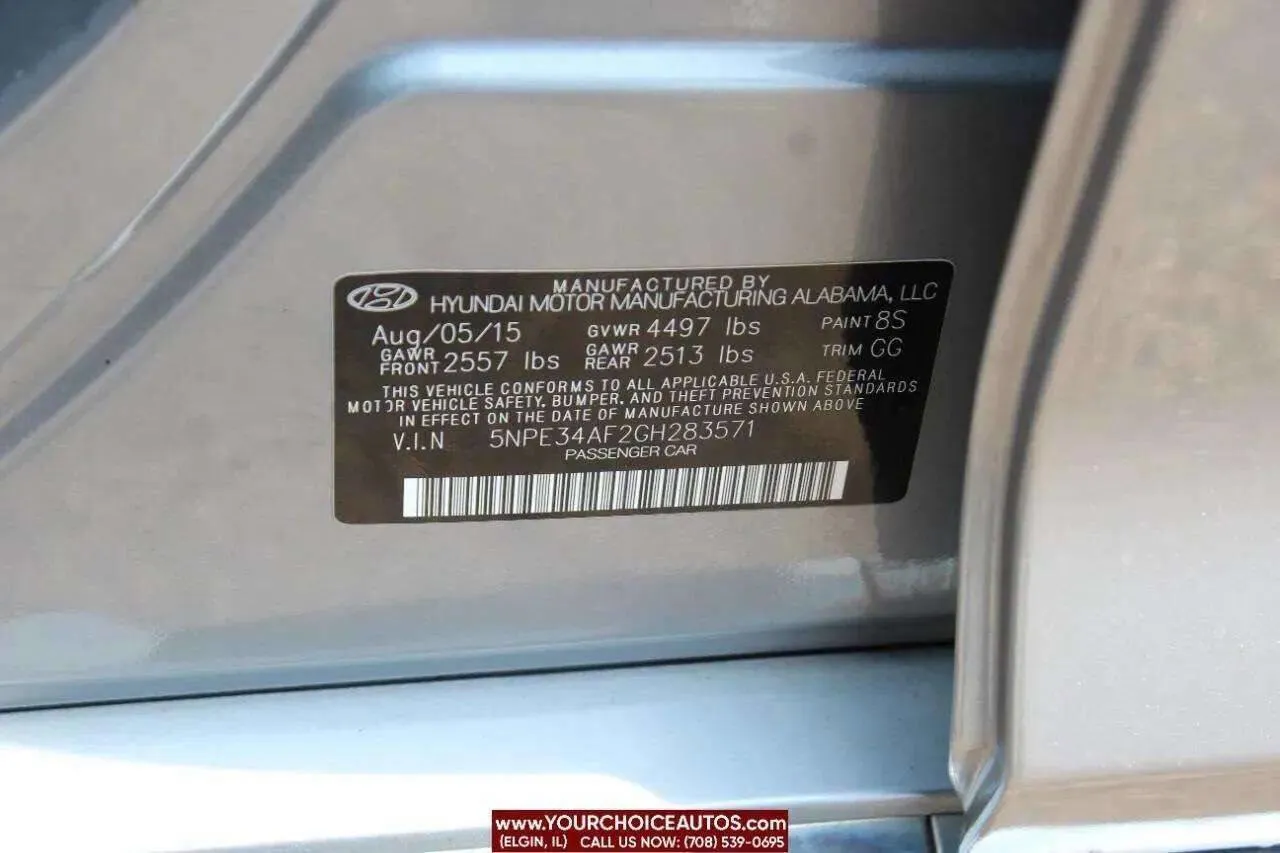 MANUFACTURED BY
HYUNDAI MOTOR MANUFACTURING ALABAMA, LLC
Aug/05/15 GVWR 4497 lbs PAINT 8S
GAWR FRONT 2557 lbs GAWR REAR 2513 lbs TRIM GG
THIS VEHICLE CONFORMS TO ALL APPLICABLE U.S.A. FEDERAL
MOTOR VEHICLE SAFETY, BUMPER, AND THEFT PREVENTION STANDARDS
IN EFFECT ON THE DATE OF MANUFACTURE SHOWN ABOVE
V.I.N 5NPE34AF2GH283571
PASSENGER CAR
www.YOURCHOICEAUTOS.com
(ELGIN, IL) CALL US NOW: (708) 539-0695